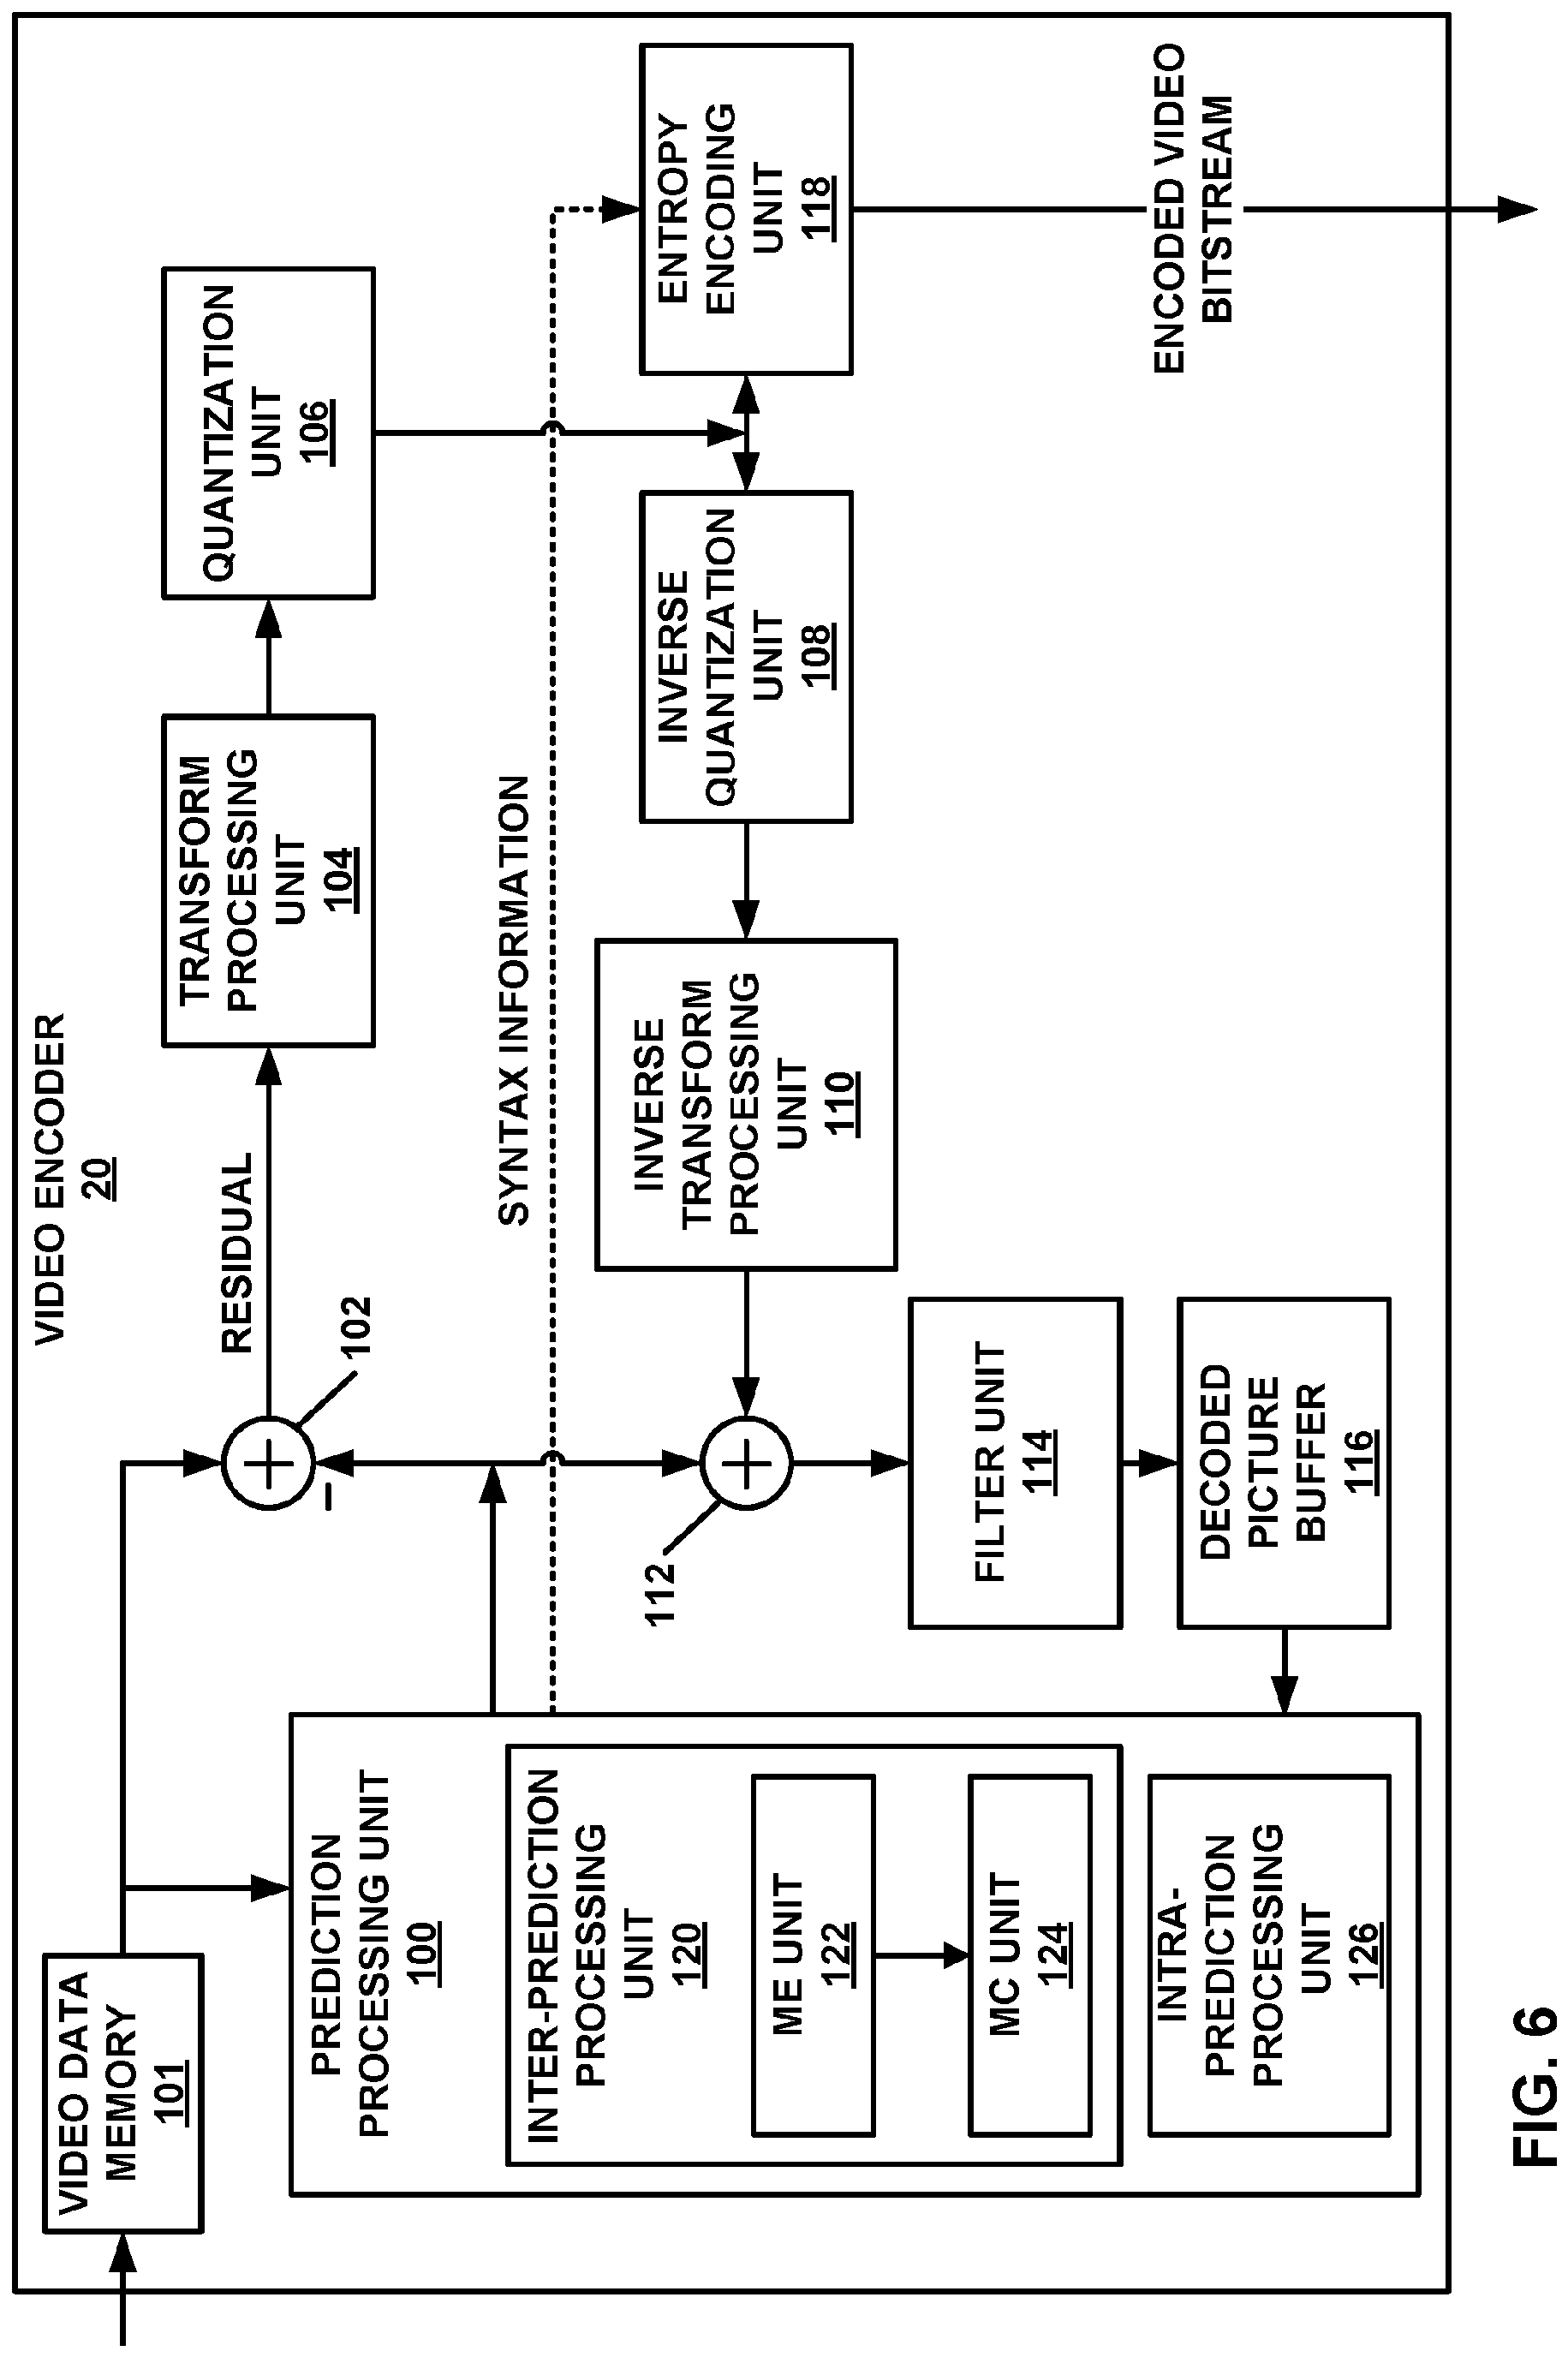 VIDEO ENCODER
20
VIDEO DATA
MEMORY
101
RESIDUAL
102
TRANSFORM
PROCESSING
UNIT
104
QUANTIZATION
UNIT
106
PREDICTION
PROCESSING UNIT
100
SYNTAX INFORMATION
INTER-PREDICTION
PROCESSING
UNIT
120
ME UNIT
122
MC UNIT
124
INTRA-
PREDICTION
PROCESSING
UNIT
126
112
INVERSE
TRANSFORM
PROCESSING
UNIT
110
INVERSE
QUANTIZATION
UNIT
108
ENTROPY
ENCODING
UNIT
118
FILTER UNIT
114
DECODED
PICTURE
BUFFER
116
ENCODED VIDEO
BITSTREAM
FIG. 6